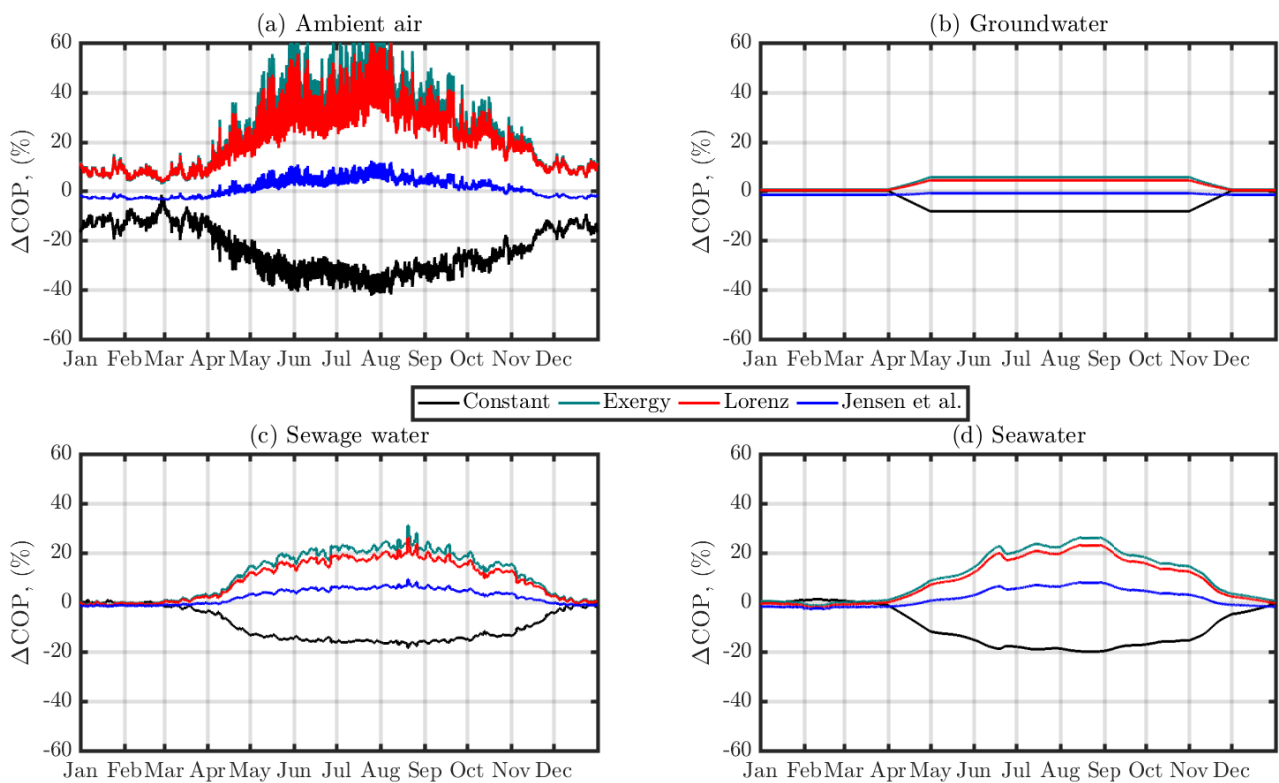 (a) Ambient air
60
40
20
0
-20
-40
-60
ΔCOP, (%)
Jan Feb Mar Apr May Jun Jul Aug Sep Oct Nov Dec
(b) Groundwater
60
40
20
0
-20
-40
-60
ΔCOP, (%)
Jan Feb Mar Apr May Jun Jul Aug Sep Oct Nov Dec
Constant Exergy Lorenz Jensen et al.
(c) Sewage water
60
40
20
0
-20
-40
-60
ΔCOP, (%)
Jan Feb Mar Apr May Jun Jul Aug Sep Oct Nov Dec
(d) Seawater
60
40
20
0
-20
-40
-60
ΔCOP, (%)
Jan Feb Mar Apr May Jun Jul Aug Sep Oct Nov Dec